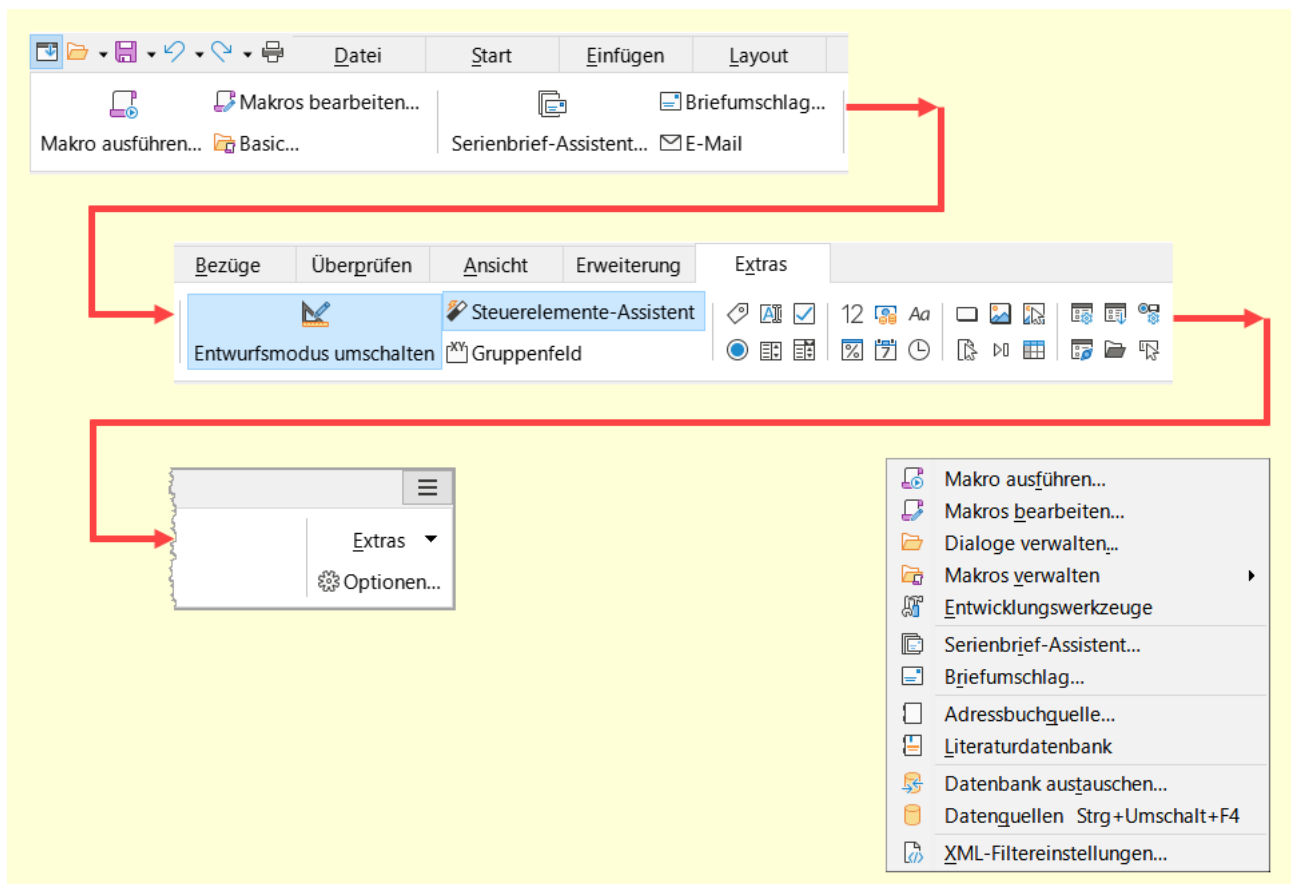 Datei Start Einfügen Layout
Makros bearbeiten... Briefumschlag...
Makro ausführen... Basic... Serienbrief-Assistent... E-Mail
Bezüge Überprüfen Ansicht Erweiterung Extras
Steuerelemente-Assistent 12 Aa
Entwurfsmodus umschalten XY Gruppenfeld % 7
Extras
Optionen...
Makro ausführen...
Makros bearbeiten...
Dialoge verwalten...
Makros verwalten
Entwicklungswerkzeuge
Serienbrief-Assistent...
Briefumschlag...
Adressbuchquelle...
Literaturdatenbank
Datenbank austauschen...
Datenquellen Strg+Umschalt+F4
XML-Filtereinstellungen...